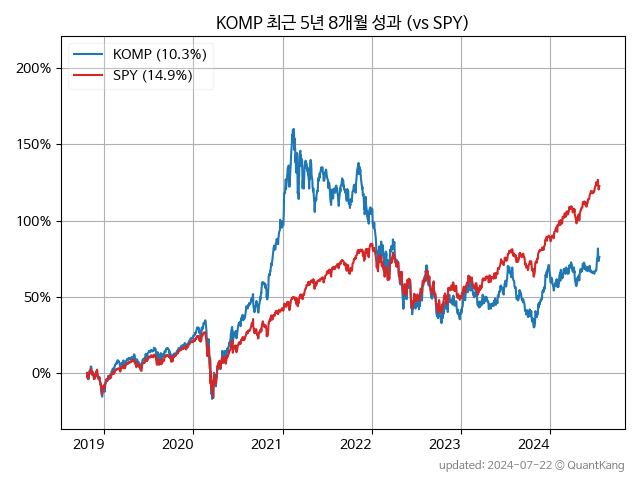 KOMP 최근 5년 8개월 성과 (vs SPY)
KOMP (10.3%)
SPY (14.9%)
200%
150%
100%
50%
0%
2019 2020 2021 2022 2023 2024
updated: 2024-07-22 © QuantKang